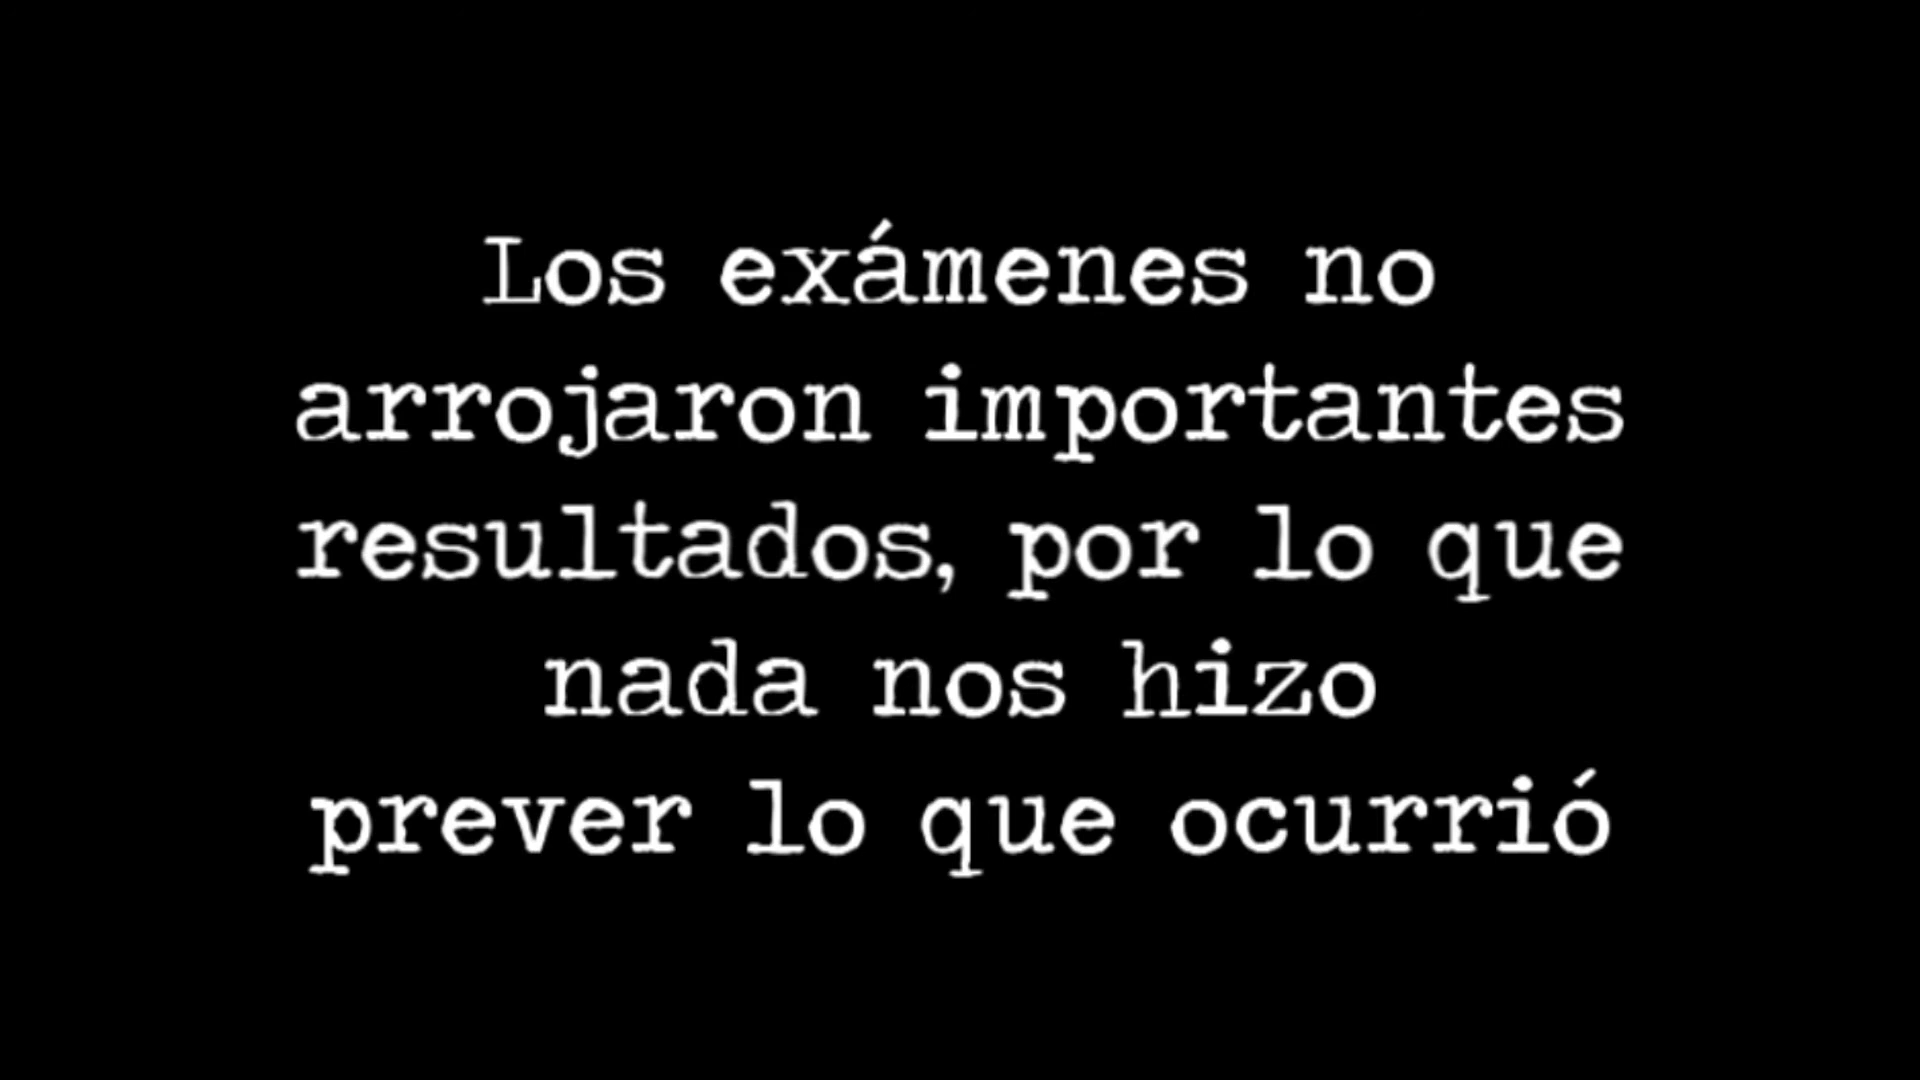 Los exámenes no
arrojaron importantes
resultados, por lo que
nada nos hizo
prever lo que ocurrió